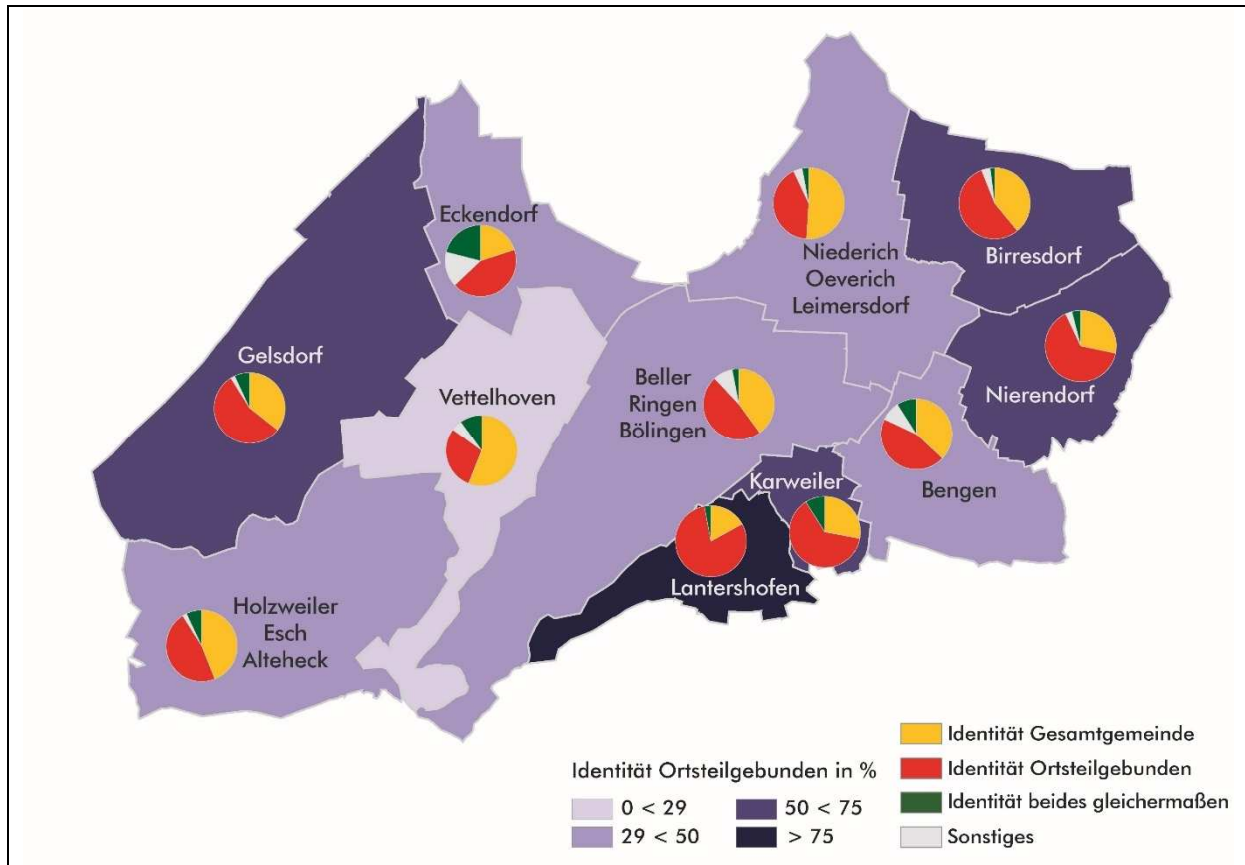 Eckendorf
Niederich
Oeverich
Leimersdorf
Birresdorf
Gelsdorf
Vettelhoven
Beller
Ringen
Bölingen
Nierendorf
Karweiler
Bengen
Lantershofen
Holzweiler
Esch
Alteheck
Identität Ortsteilgebunden in %
0 < 29
50 < 75
29 < 50
> 75
Identität Gesamtgemeinde
Identität Ortsteilgebunden
Identität beides gleichermaßen
Sonstiges